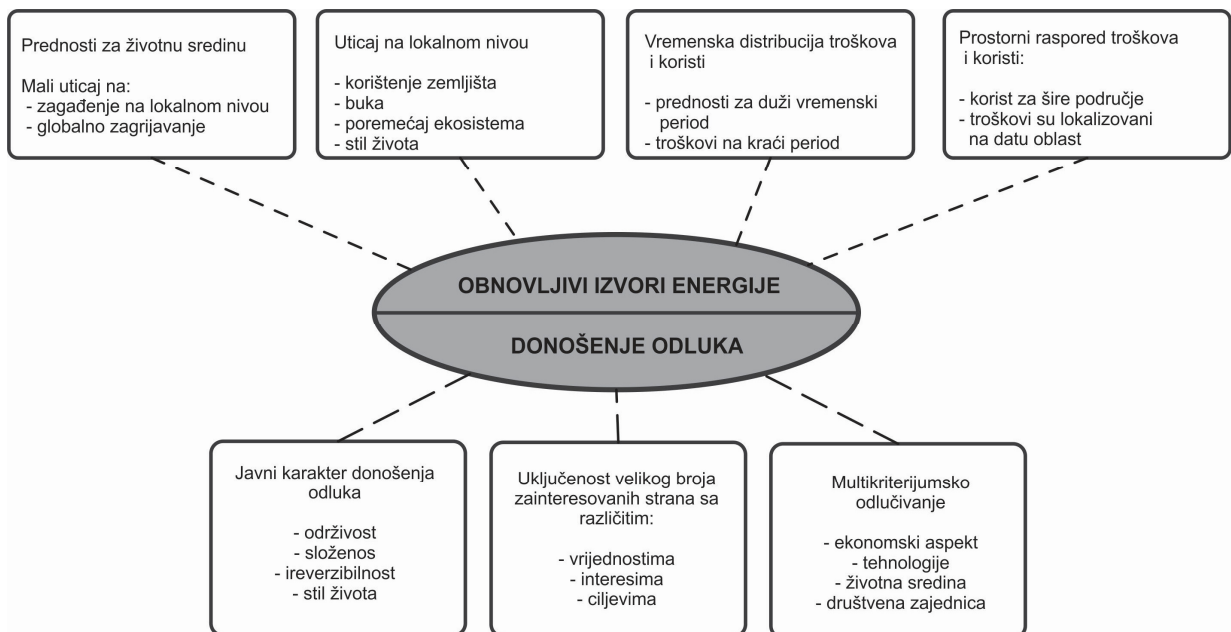 Prednosti za životnu sredinu
Mali uticaj na:
- zagađenje na lokalnom nivou
- globalno zagrijavanje
Uticaj na lokalnom nivou
- korištenje zemljišta
- buka
- poremećaj ekosistema
- stil života
Vremenska distribucija troškova
i koristi
- prednosti za duži vremenski
period
- troškovi na kraći period
Prostorni raspored troškova
i koristi:
- korist za šire područje
- troškovi su lokalizovani
na datu oblast
OBNOVLJIVI IZVORI ENERGIJE
DONOŠENJE ODLUKA
Javni karakter donošenja
odluka
- održivost
- složenos
- ireverzibilnost
- stil života
Uključenost velikog broja
zainteresovanih strana sa
različitim:
- vrijednostima
- interesima
- ciljevima
Multikriterijumsko
odlučivanje
- ekonomski aspekt
- tehnologije
- životna sredina
- društvena zajednica